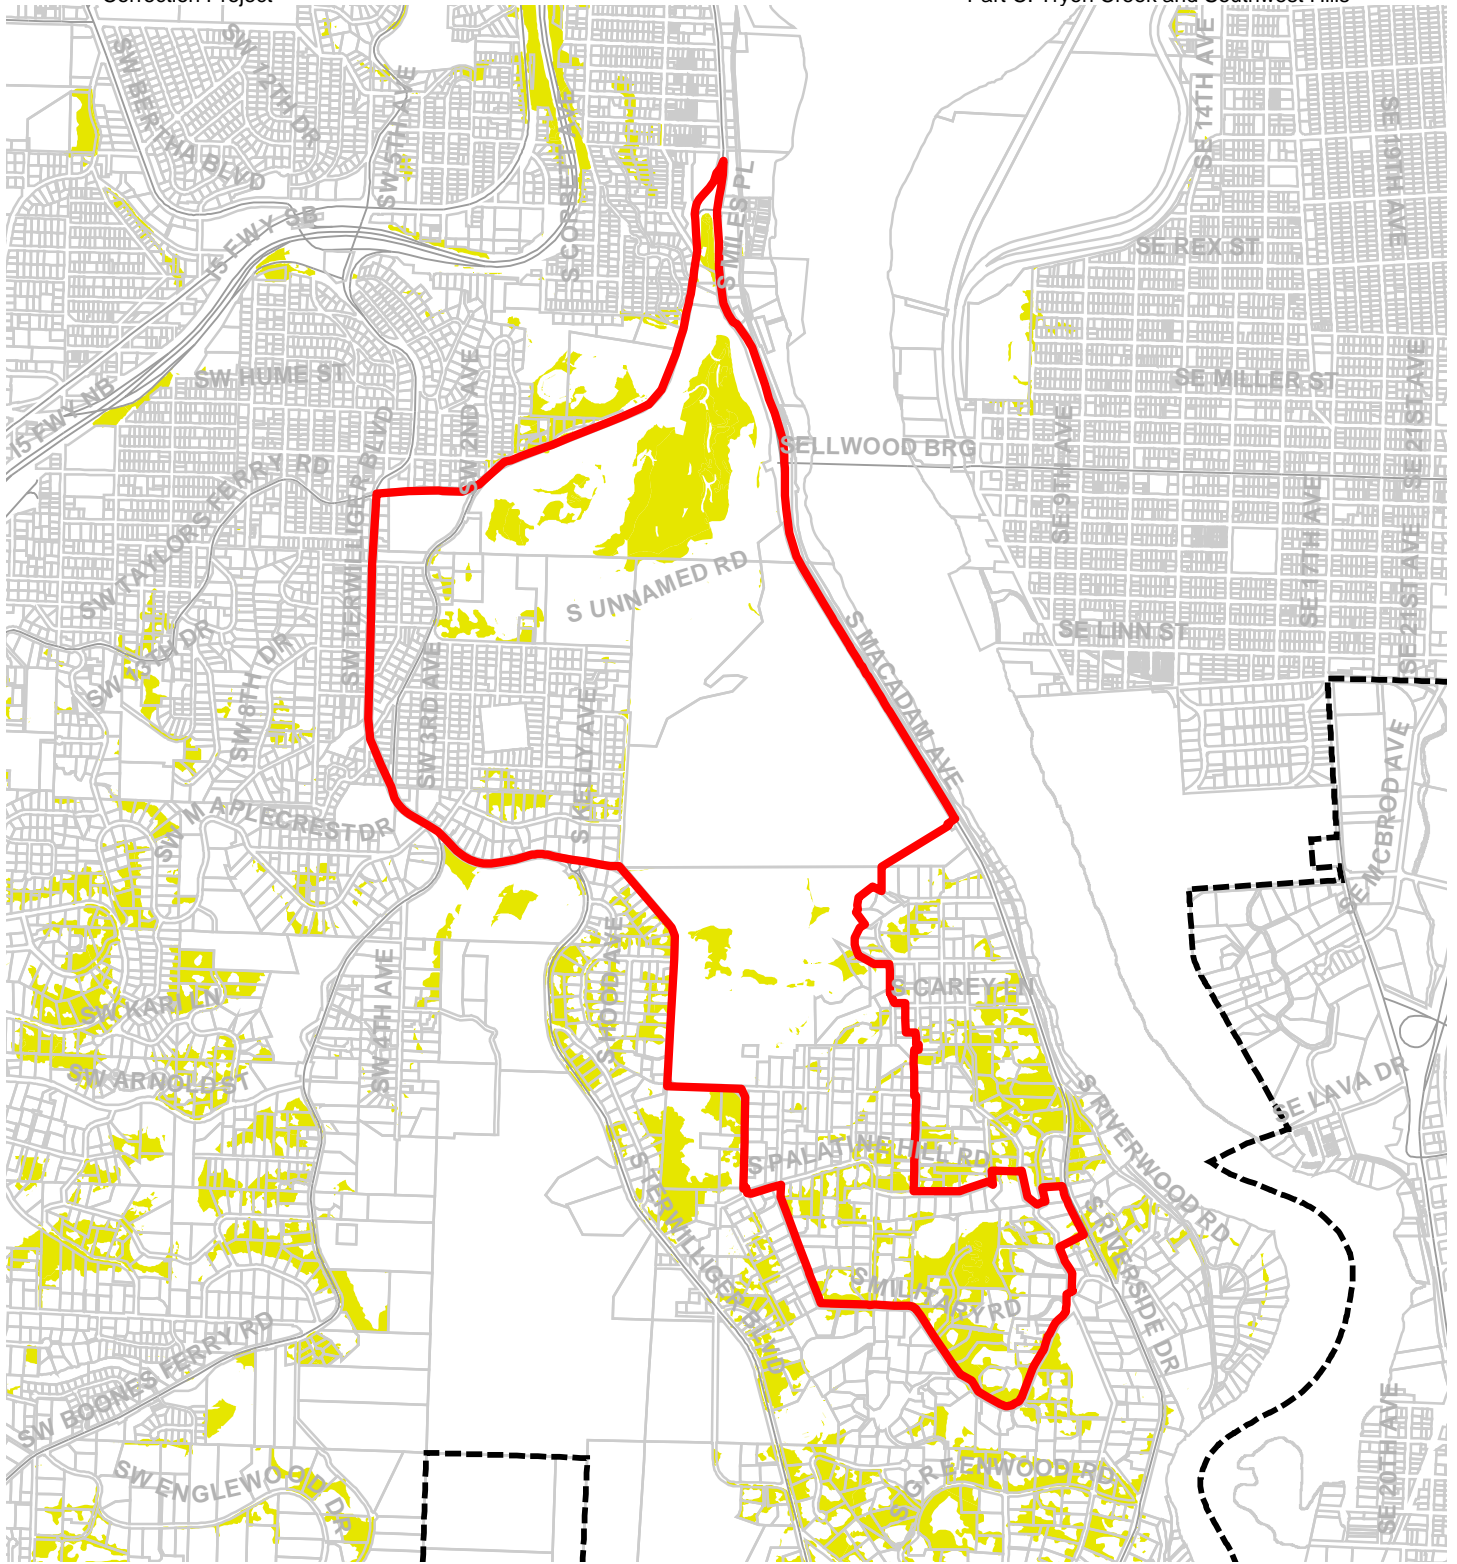 Correction Project
SW 12TH DR
SW 5TH AVE
SE 14TH AVE
SW BERTHA BLVD
SE 19TH AVE
S CORBETT AVE
S MILES PL
I5 FWY SB
SE REX ST
SW HUME ST
SW 2ND AVE
SE MILLER ST
SE 21ST AVE
I5 FWY NB
SELLWOOD BRG
SW TAYLORS FERRY RD
SW TERWILLIGER BLVD
SE 9TH AVE
SE 17TH AVE
SE 21ST AVE
S UNNAMED RD
SE LINN ST
SW 8TH DR
SW 3RD AVE
S KELLY AVE
S MACADAM AVE
SE MCBROD AVE
SW MAPLECREST DR
S HOOD AVE
SW 4TH AVE
S CAREY LN
SW KARI LN
SW ARNOLD ST
SE LAVA DR
S RIVERWOOD RD
S PALATINE HILL RD
S TERWILLIGER BLVD
S RIVERSIDE DR
S MILITARY RD
SW BOONES FERRY RD
SW ENGLEWOOD DR
S GREENWOOD RD
SE 20TH AVE